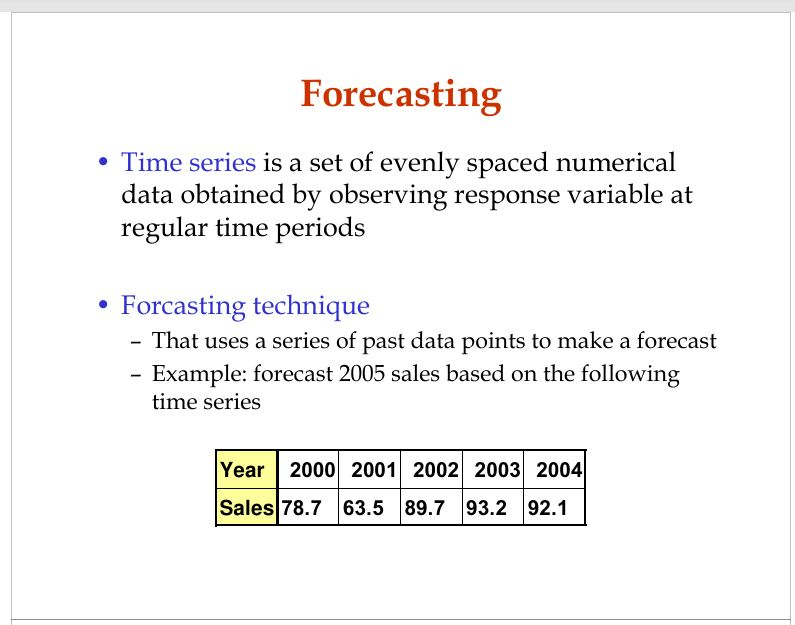 Forecasting
• Time series is a set of evenly spaced numerical
data obtained by observing response variable at
regular time periods
• Forcasting technique
– That uses a series of past data points to make a forecast
– Example: forecast 2005 sales based on the following
time series
Year 2000 2001 2002 2003 2004
Sales 78.7 63.5 89.7 93.2 92.1